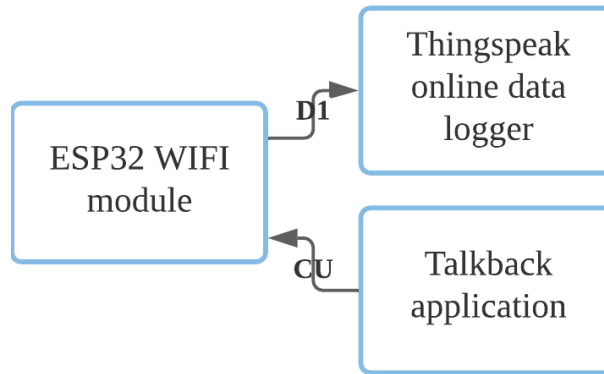 Thingspeak
online data
logger
D1
ESP32 WIFI
module
CU
Talkback
application